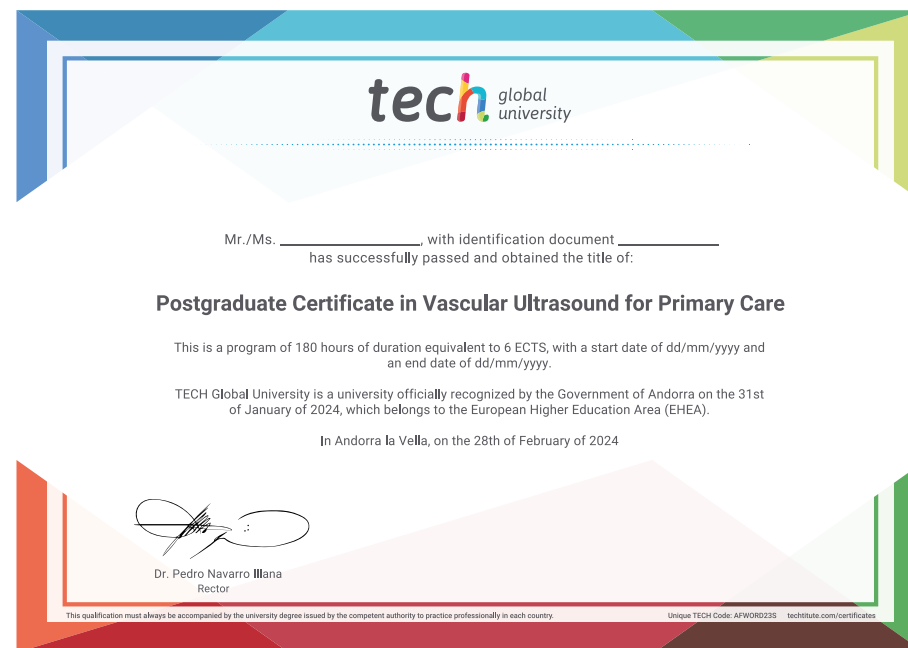 tech global
university
Mr./Ms. ____________________, with identification document ______________
has successfully passed and obtained the title of:
Postgraduate Certificate in Vascular Ultrasound for Primary Care
This is a program of 180 hours of duration equivalent to 6 ECTS, with a start date of dd/mm/yyyy and
an end date of dd/mm/yyyy.
TECH Global University is a university officially recognized by the Government of Andorra on the 31st
of January of 2024, which belongs to the European Higher Education Area (EHEA).
In Andorra la Vella, on the 28th of February of 2024
Dr. Pedro Navarro Illana
Rector
This qualification must always be accompanied by the university degree issued by the competent authority to practice professionally in each country.
Unique TECH Code: AFWORD23S techtitute.com/certificates